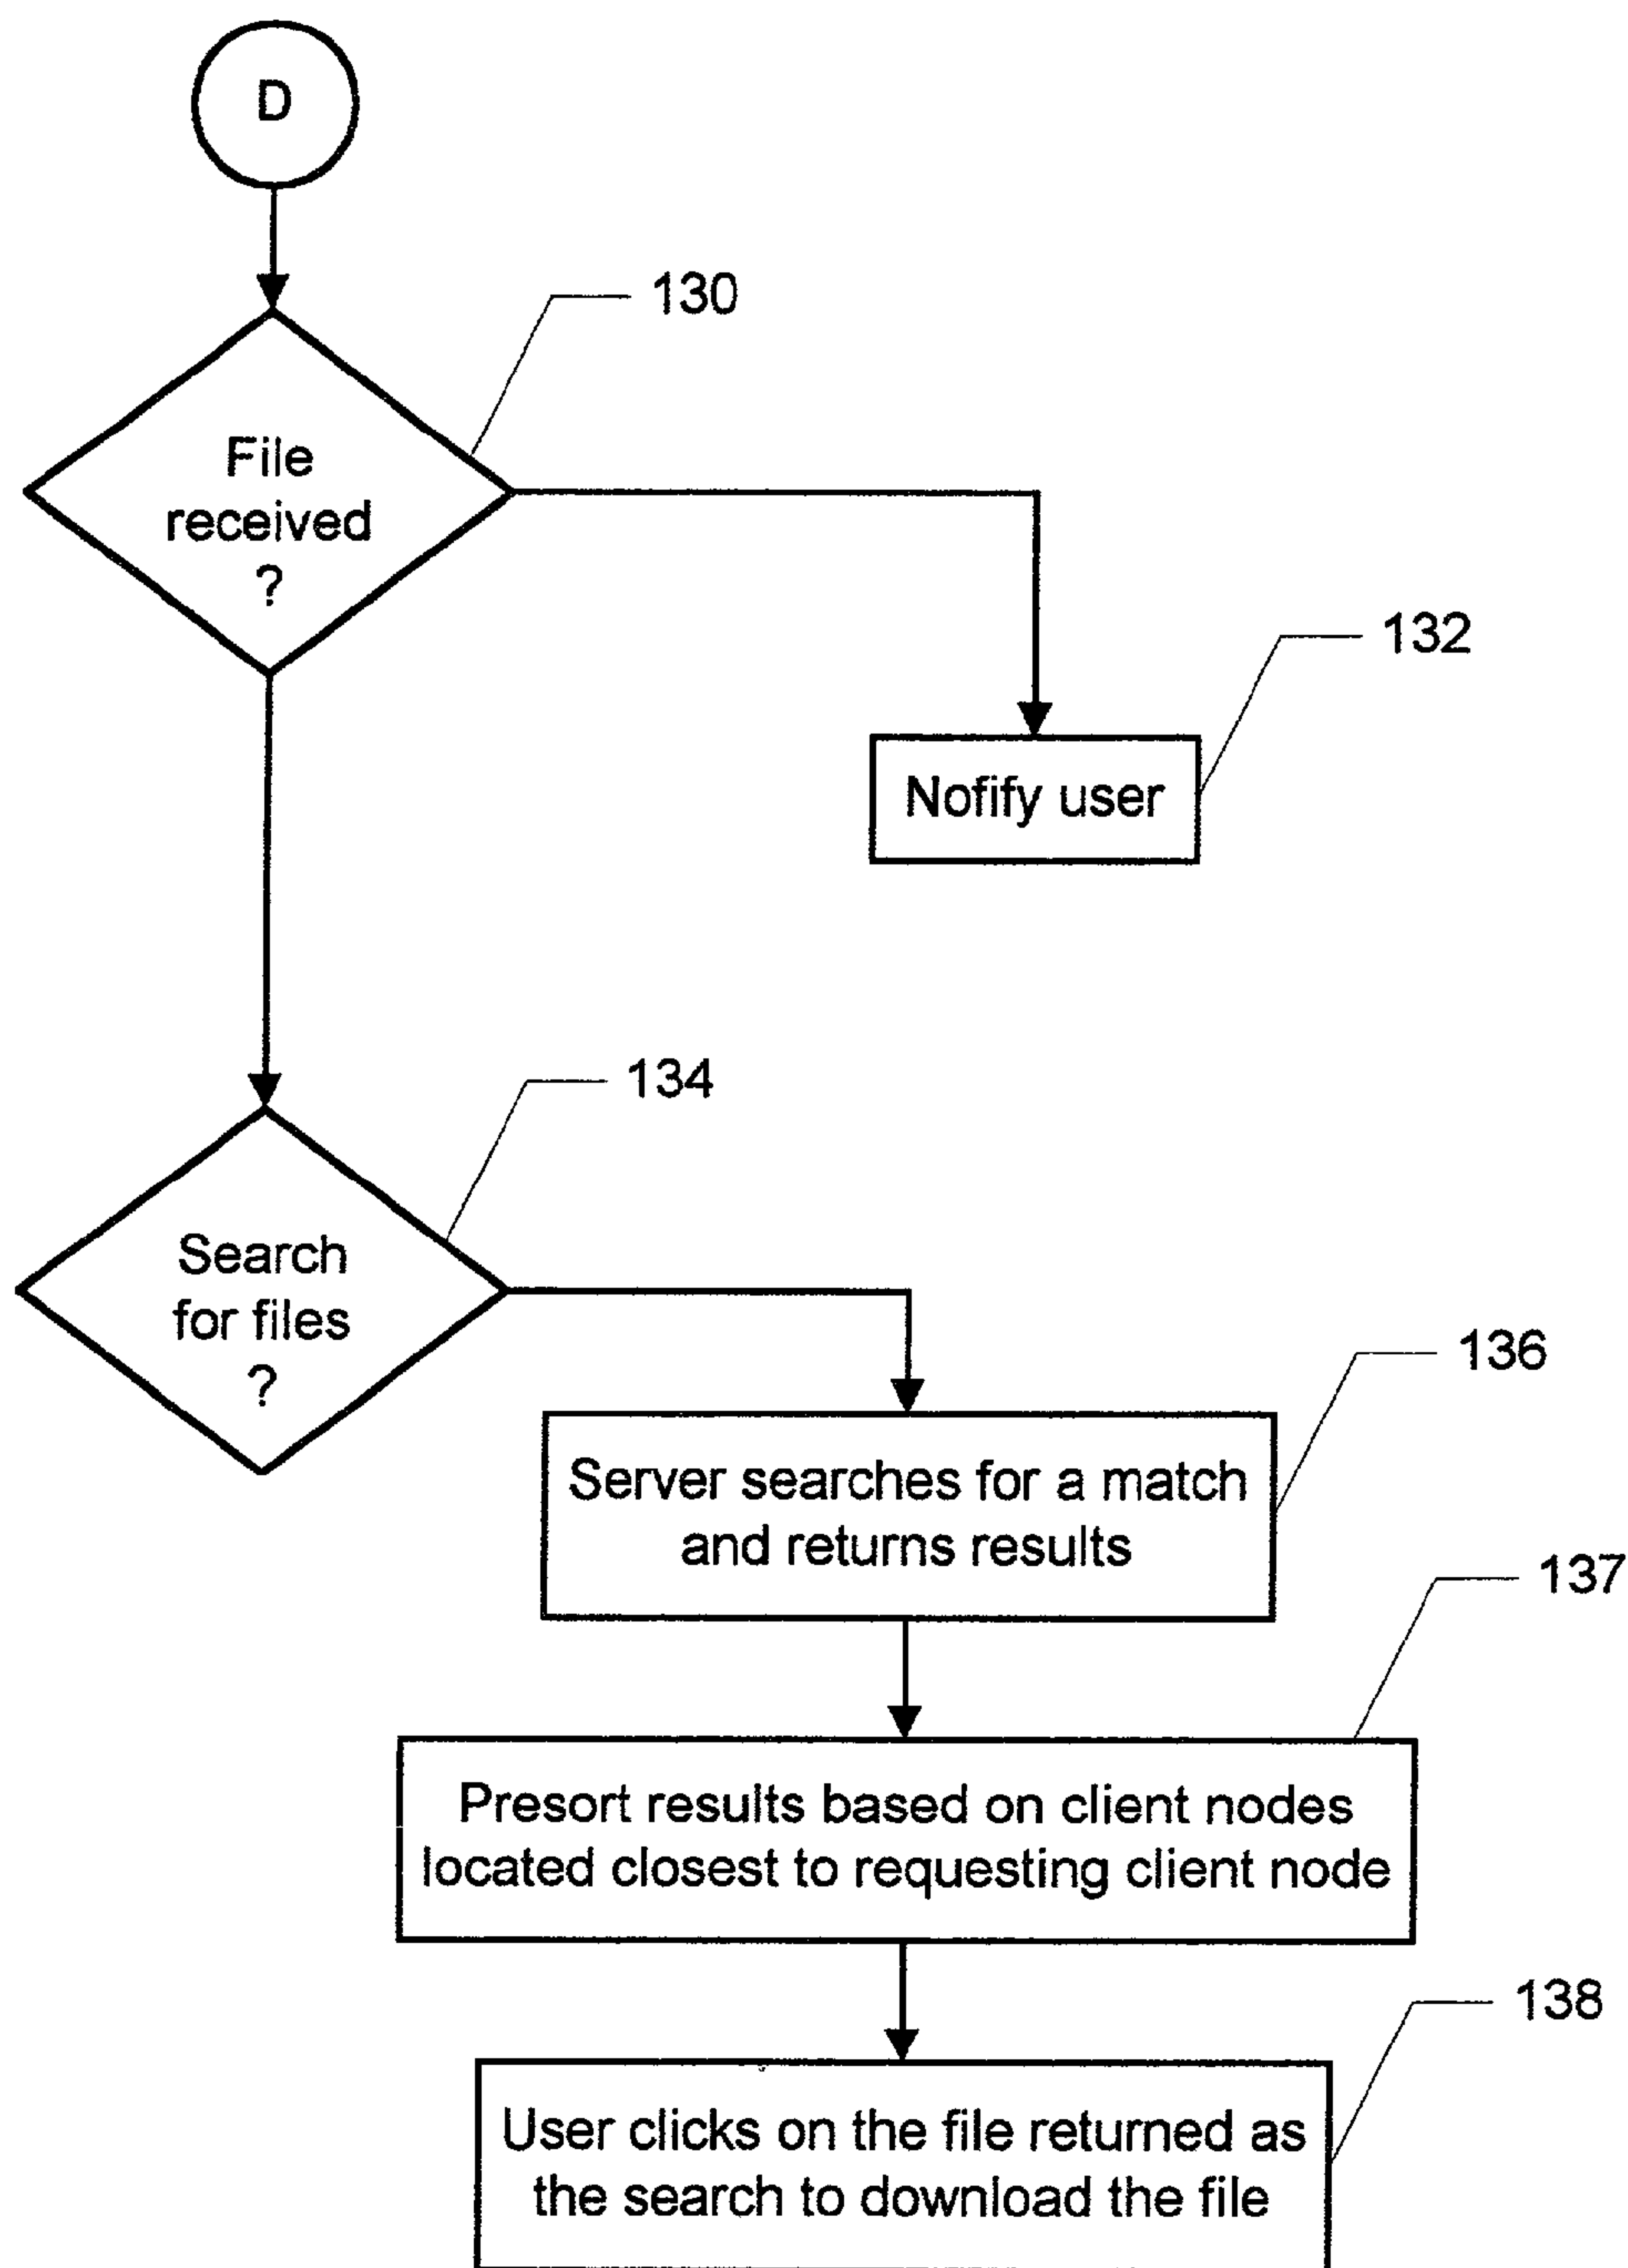 D
130
File
received
?
132
Nofify user
134
Search
for files
?
136
Server searches for a match
and returns results
137
Presort results based on client nodes
located closest to requesting client node
138
User clicks on the file returned as
the search to download the file